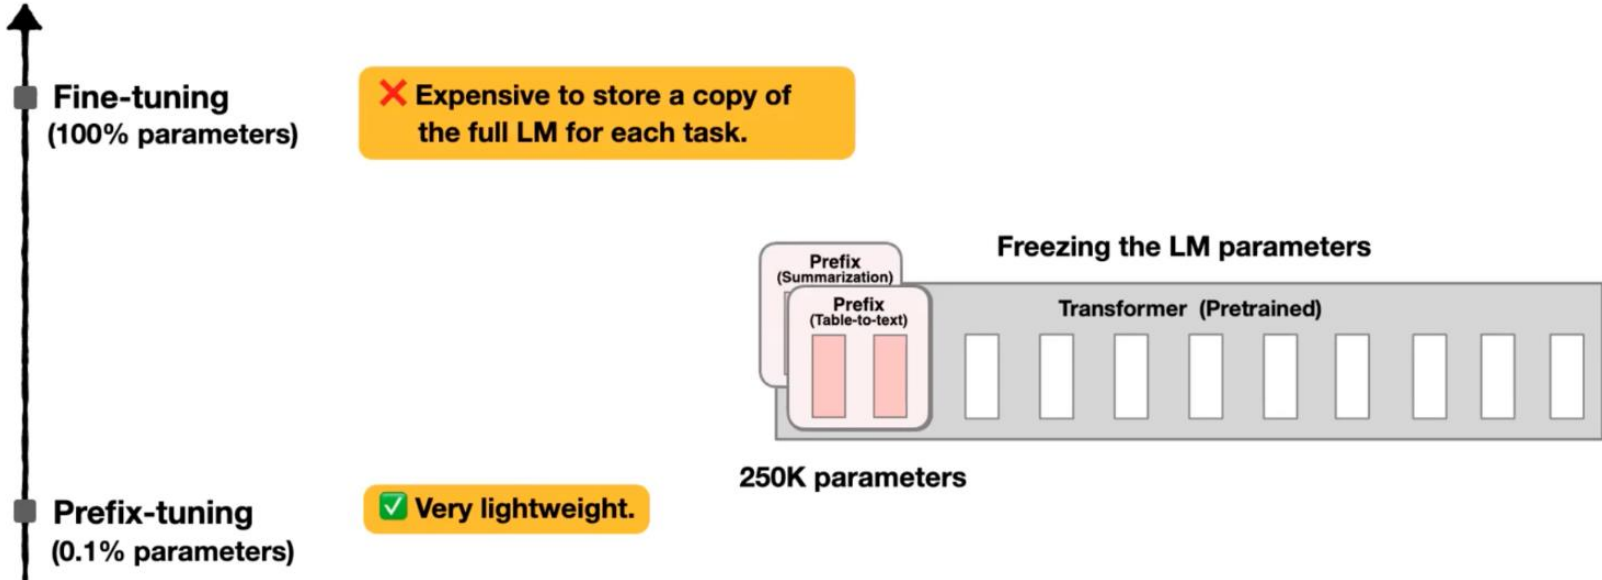 Fine-tuning
(100% parameters)
❌ Expensive to store a copy of
the full LM for each task.
Freezing the LM parameters
Prefix
(Summarization)
Prefix
(Table-to-text)
Transformer (Pretrained)
250K parameters
Prefix-tuning
(0.1% parameters)
✅ Very lightweight.